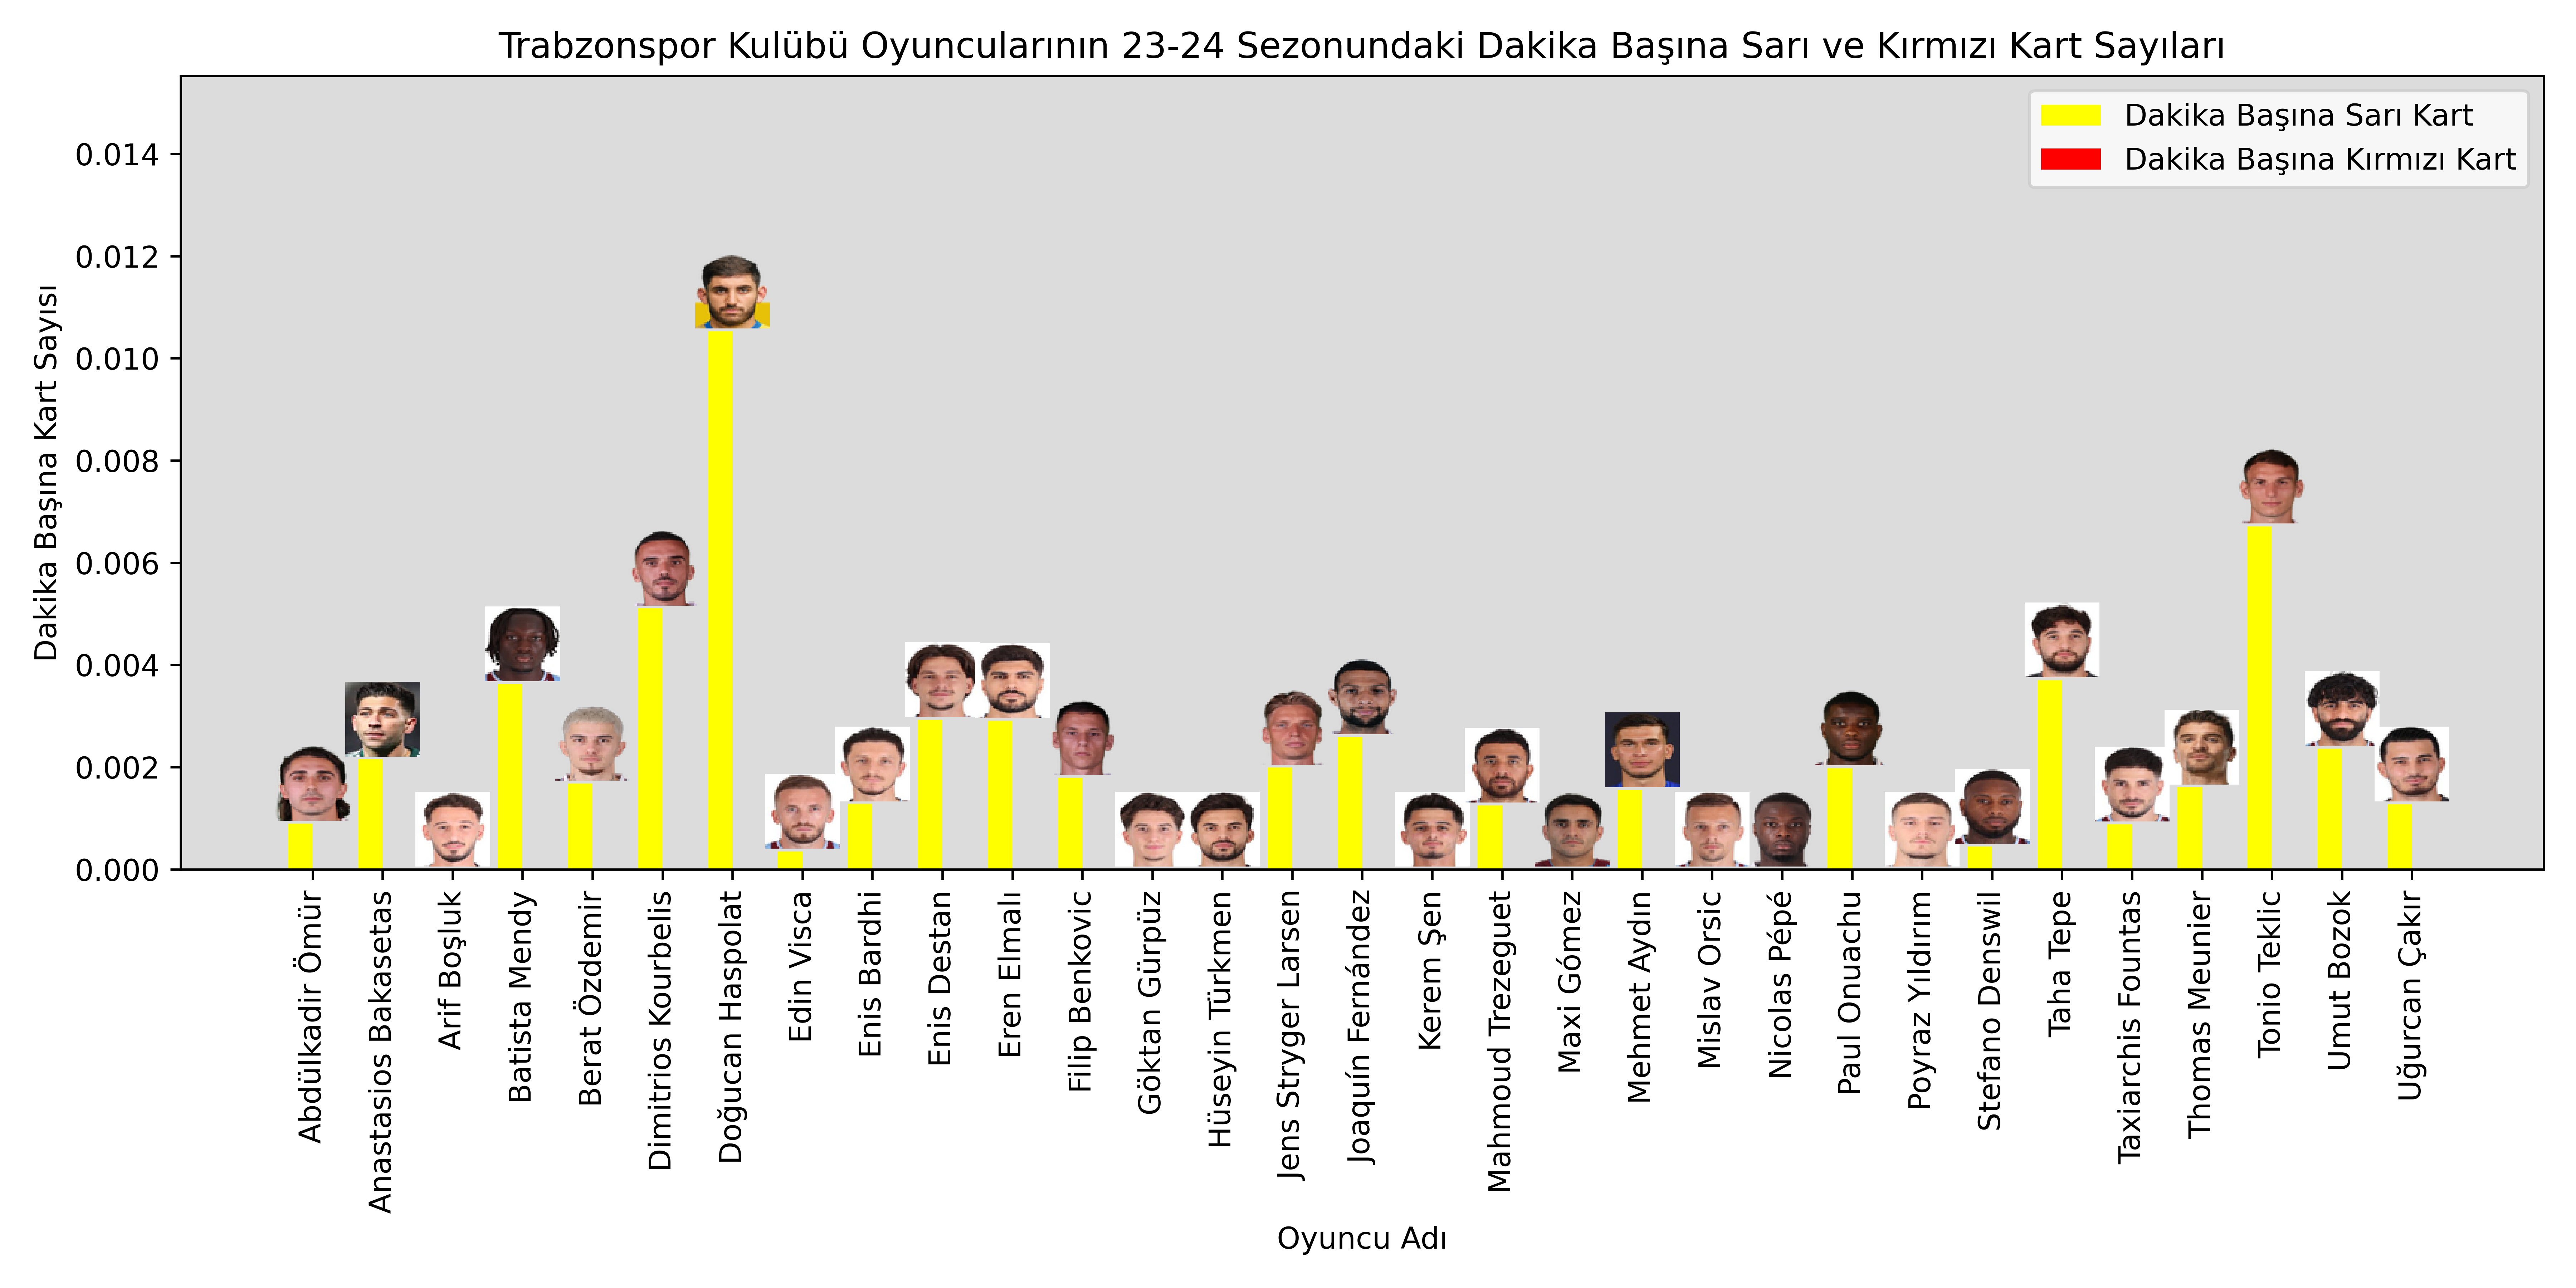 Trabzonspor Kulübü Oyuncularının 23-24 Sezonundaki Dakika Başına Sarı ve Kırmızı Kart Sayıları
Dakika Başına Sarı Kart
Dakika Başına Kırmızı Kart
Dakika Başına Kart Sayısı
0.014
0.012
0.010
0.008
0.006
0.004
0.002
0.000
Abdülkadir Ömür
Anastasios Bakasetas
Arif Boşluk
Batista Mendy
Berat Özdemir
Dimitrios Kourbelis
Doğucan Haspolat
Edin Visca
Enis Bardhi
Enis Destan
Eren Elmalı
Filip Benkovic
Göktan Gürpüz
Hüseyin Türkmen
Jens Stryger Larsen
Joaquín Fernández
Kerem Şen
Mahmoud Trezeguet
Maxi Gómez
Mehmet Aydın
Mislav Orsic
Nicolas Pépé
Paul Onuachu
Poyraz Yıldırım
Stefano Denswil
Taha Tepe
Taxiarchis Fountas
Thomas Meunier
Tonio Teklic
Umut Bozok
Uğurcan Çakır
Oyuncu Adı